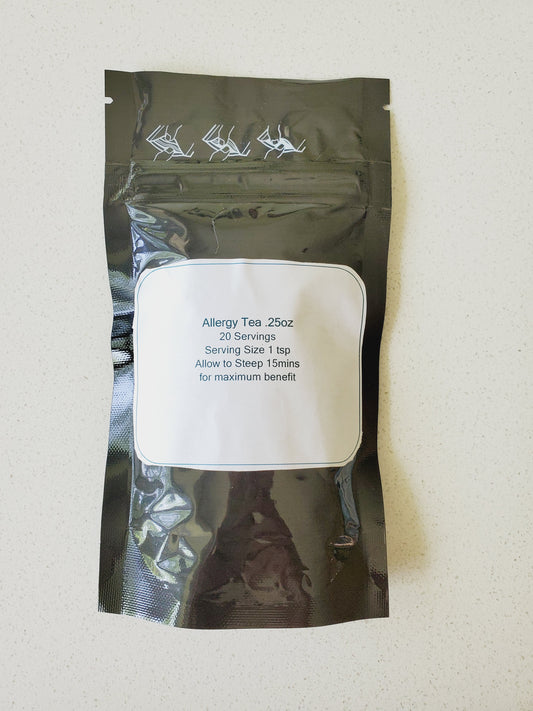 Allergy Tea .25oz
20 Servings
Serving Size 1 tsp
Allow to Steep 15mins
for maximum benefit